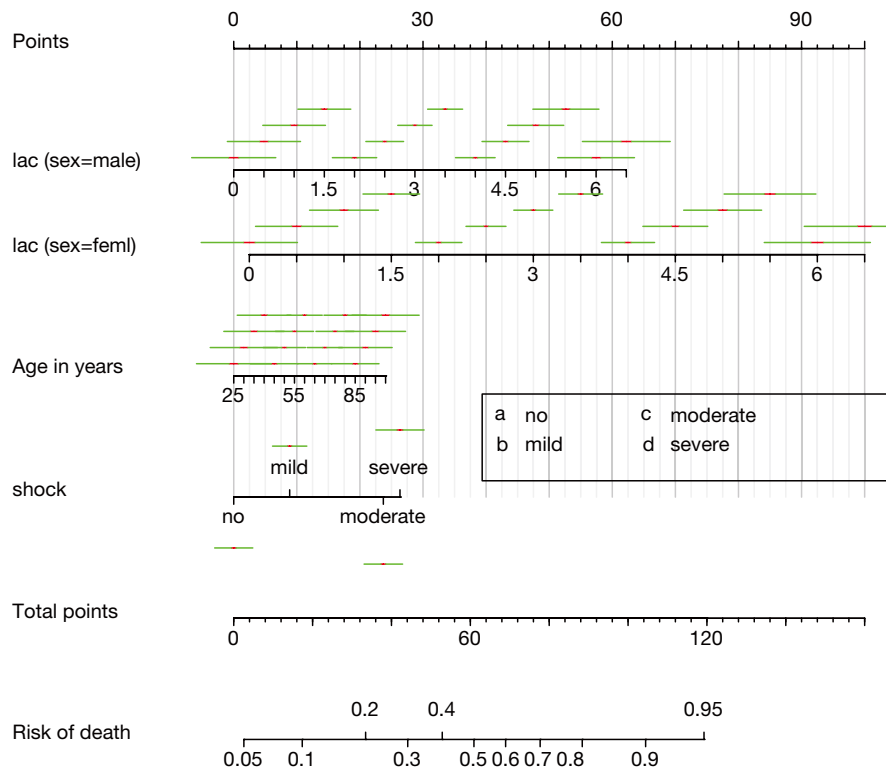 0 30 60 90
Points
lac (sex=male)
0 1.5 3 4.5 6
lac (sex=feml)
0 1.5 3 4.5 6
Age in years
25 55 85
a no c moderate
b mild d severe
mild severe
shock
no moderate
Total points
0 60 120
0.2 0.4 0.95
Risk of death
0.05 0.1 0.3 0.5 0.6 0.7 0.8 0.9